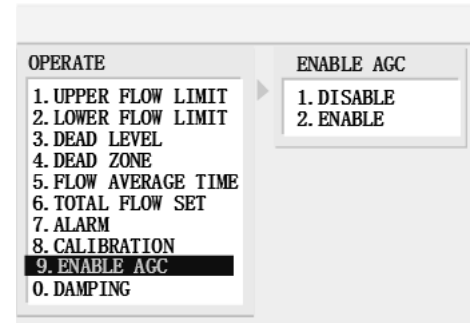 OPERATE
1. UPPER FLOW LIMIT
2. LOWER FLOW LIMIT
3. DEAD LEVEL
4. DEAD ZONE
5. FLOW AVERAGE TIME
6. TOTAL FLOW SET
7. ALARM
8. CALIBRATION
9. ENABLE AGC
0. DAMPING
ENABLE AGC
1. DISABLE
2. ENABLE